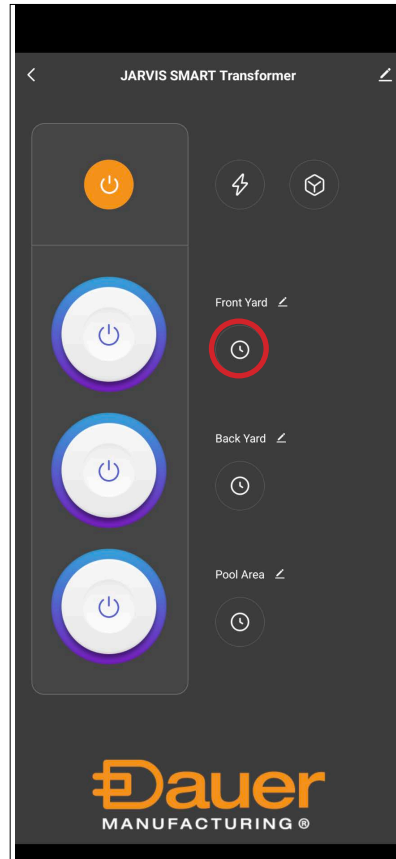 JARVIS SMART Transformer
Front Yard
Back Yard
Pool Area
Dauer
MANUFACTURING ®